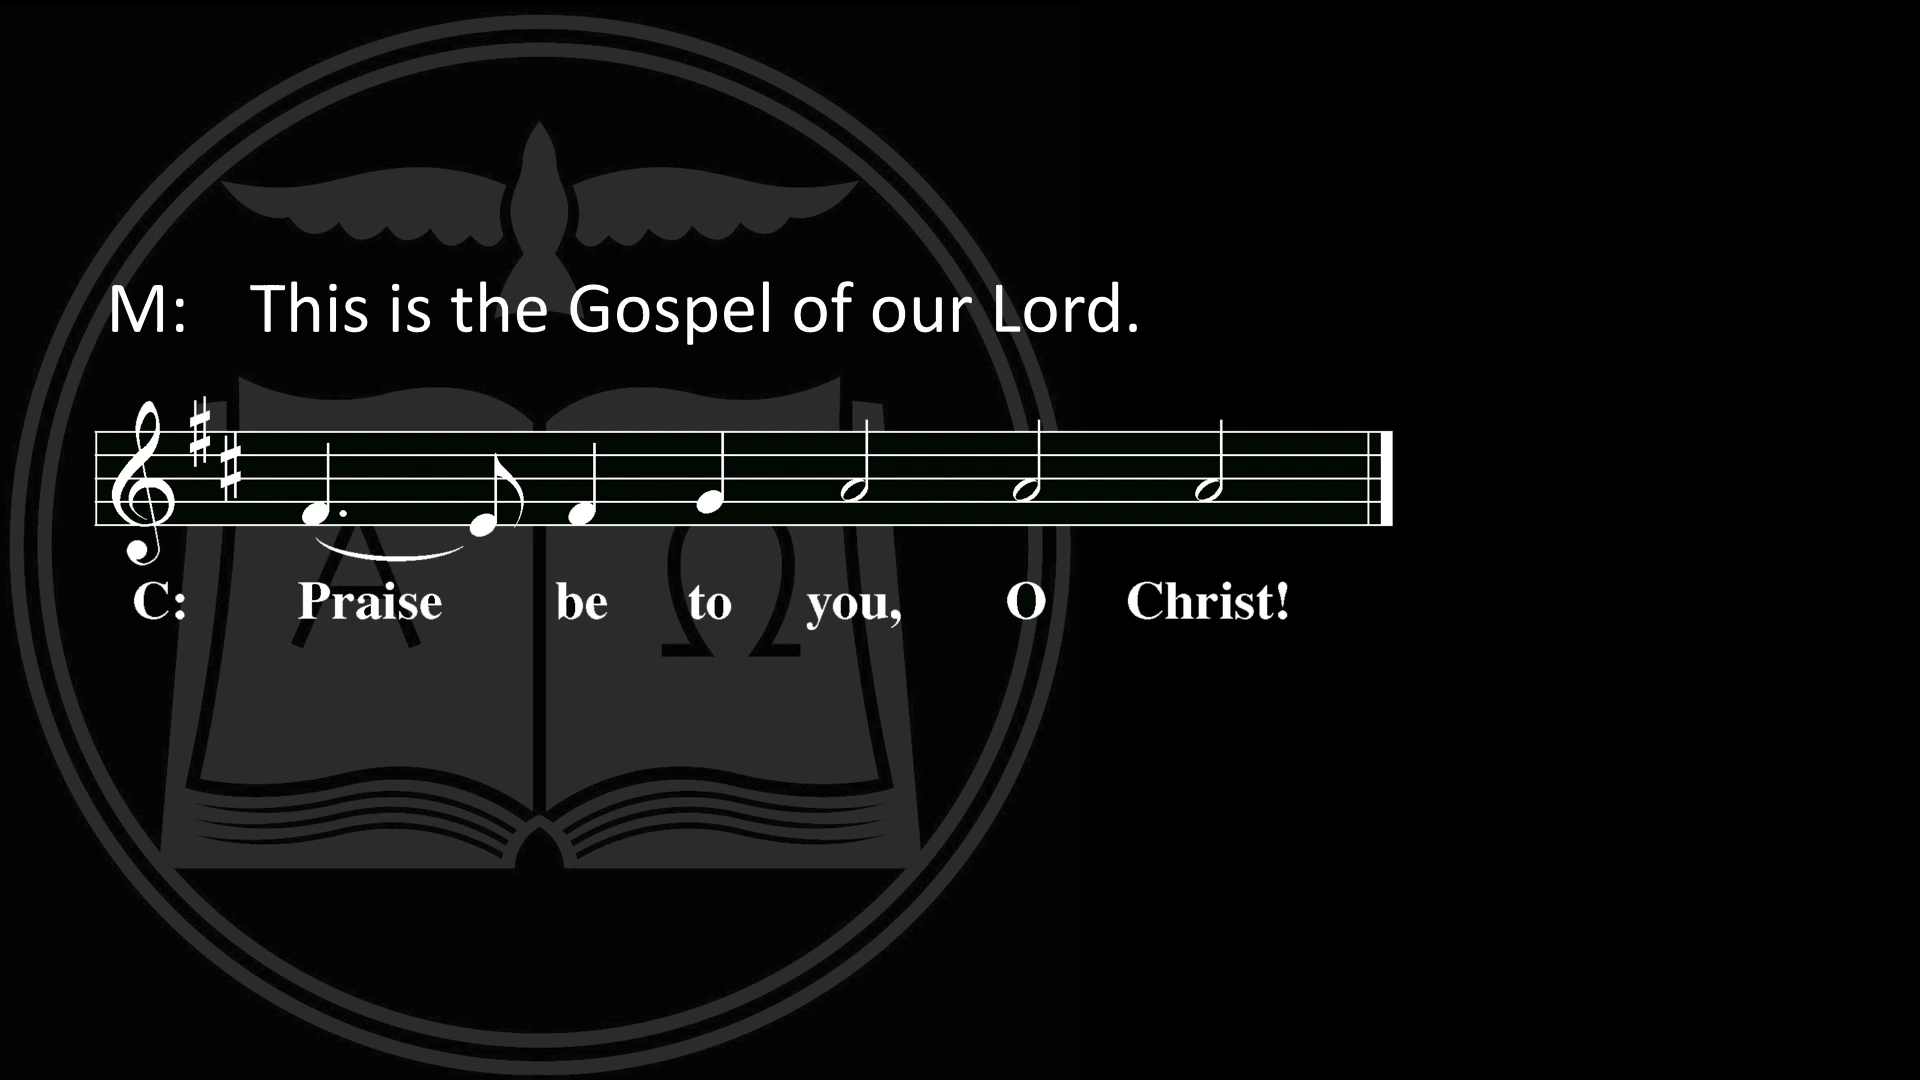 M: This is the Gospel of our Lord.
C: Praise be to you, O Christ!
Α Ω